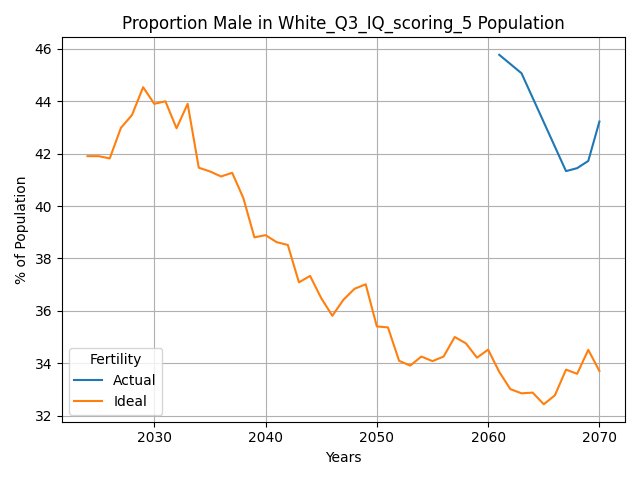 Proportion Male in White_Q3_IQ_scoring_5 Population
% of Population
46
44
42
40
38
36
34
32
Fertility
Actual
Ideal
2030
2040
2050
2060
2070
Years